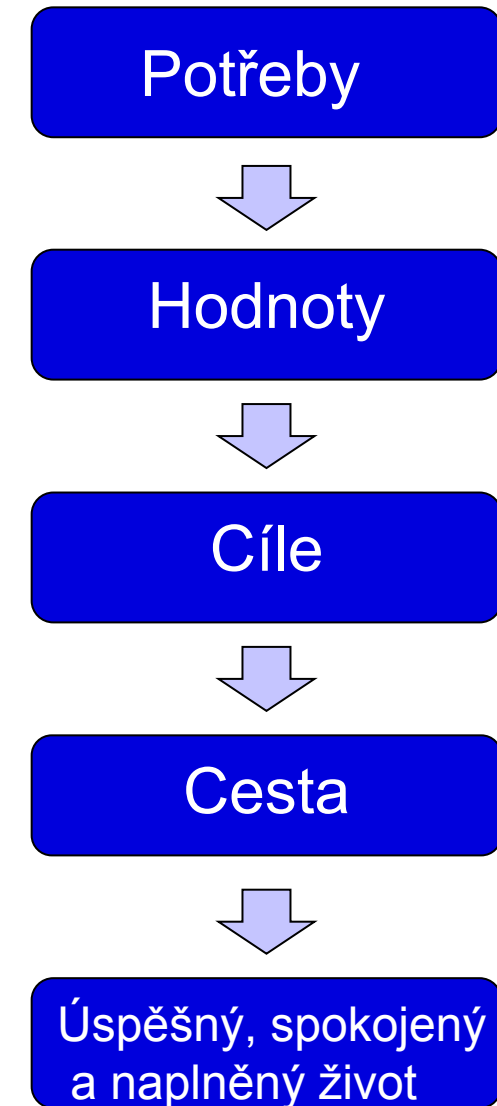 Potřeby
Hodnoty
Cíle
Cesta
Úspěšný, spokojený
a naplněný život